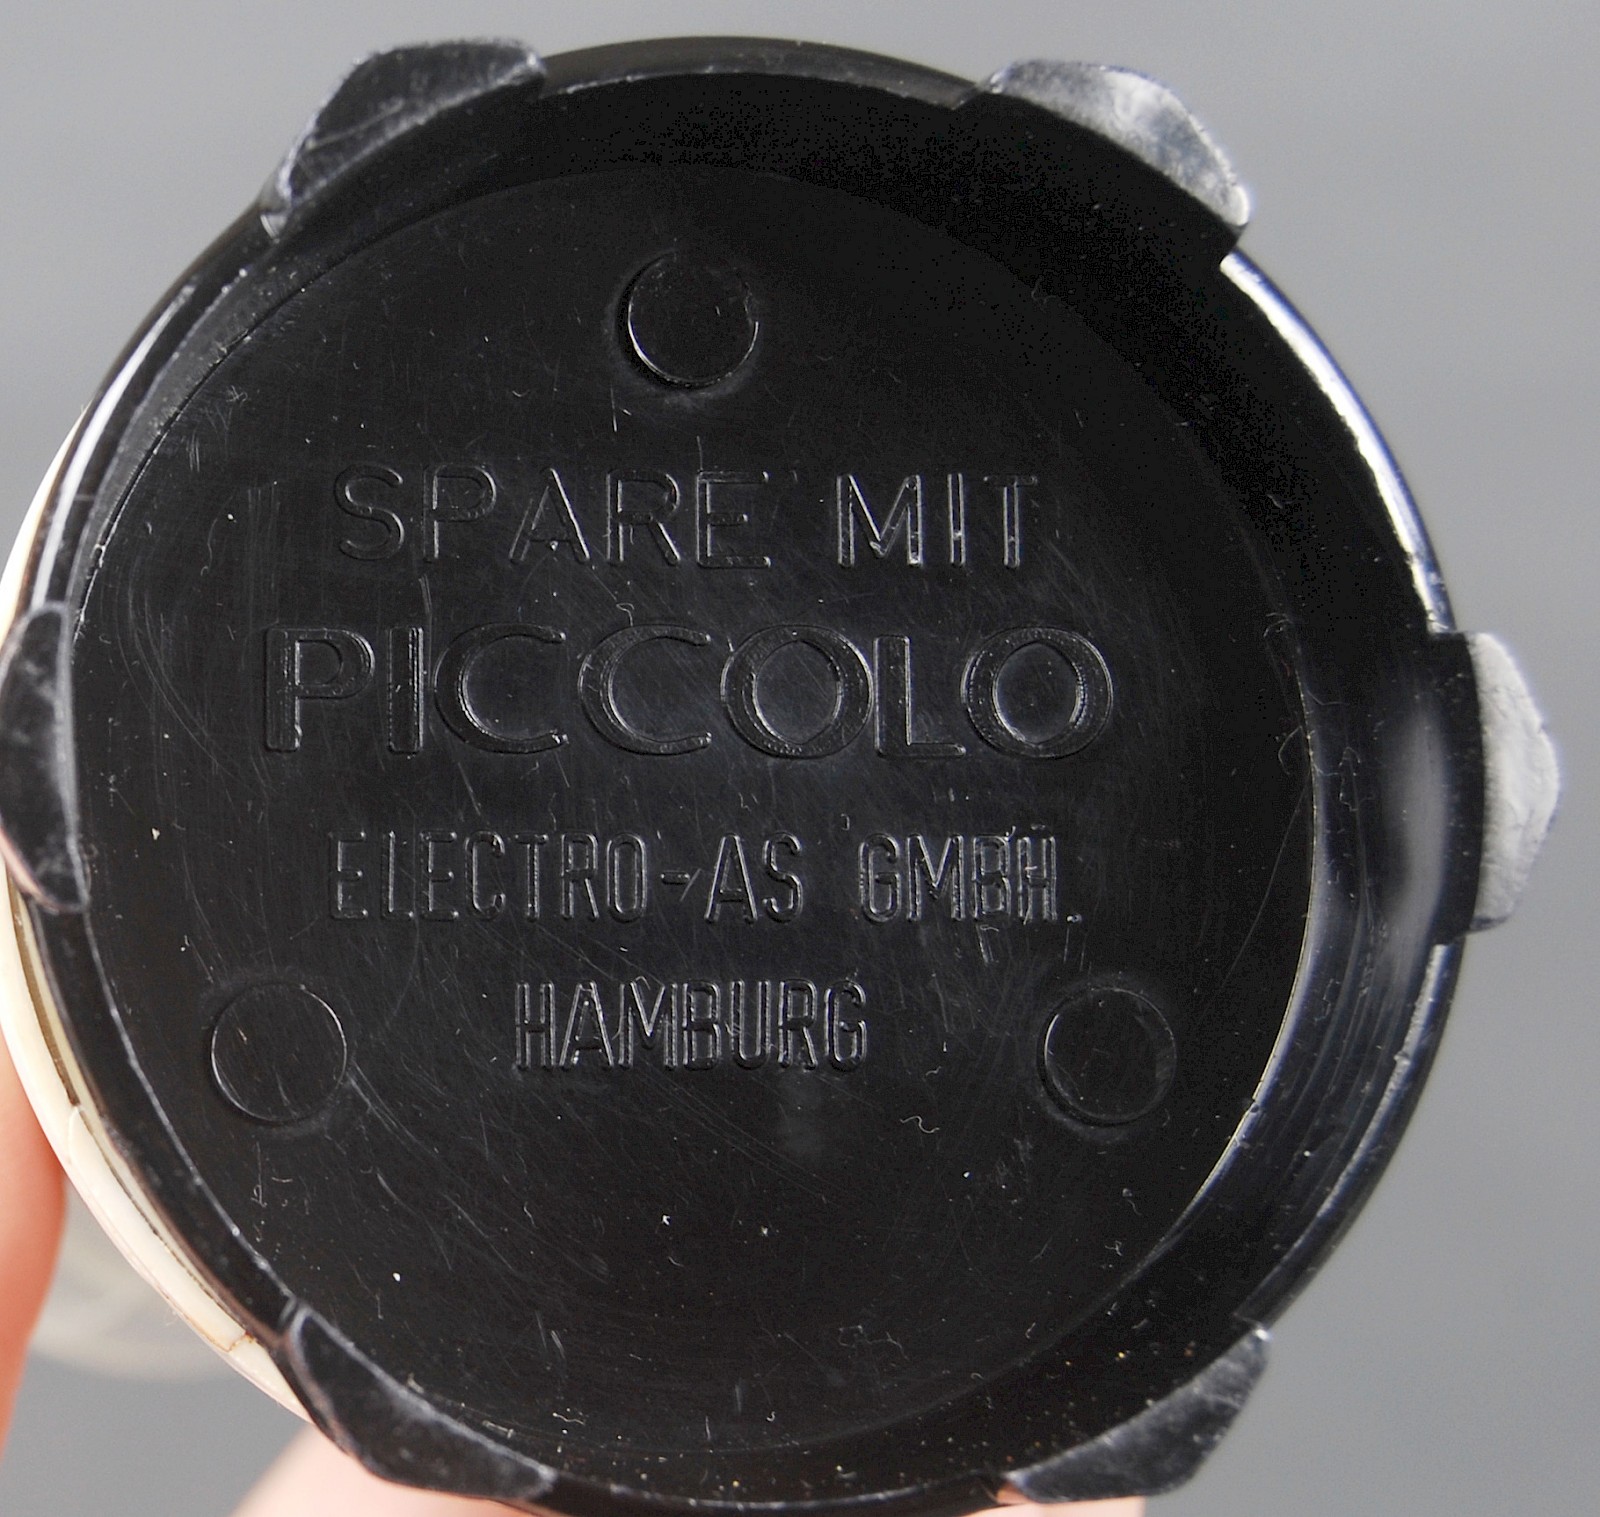 SPARE MIT
PICCOLO
ELECTRO-AS GMBH.
HAMBURG